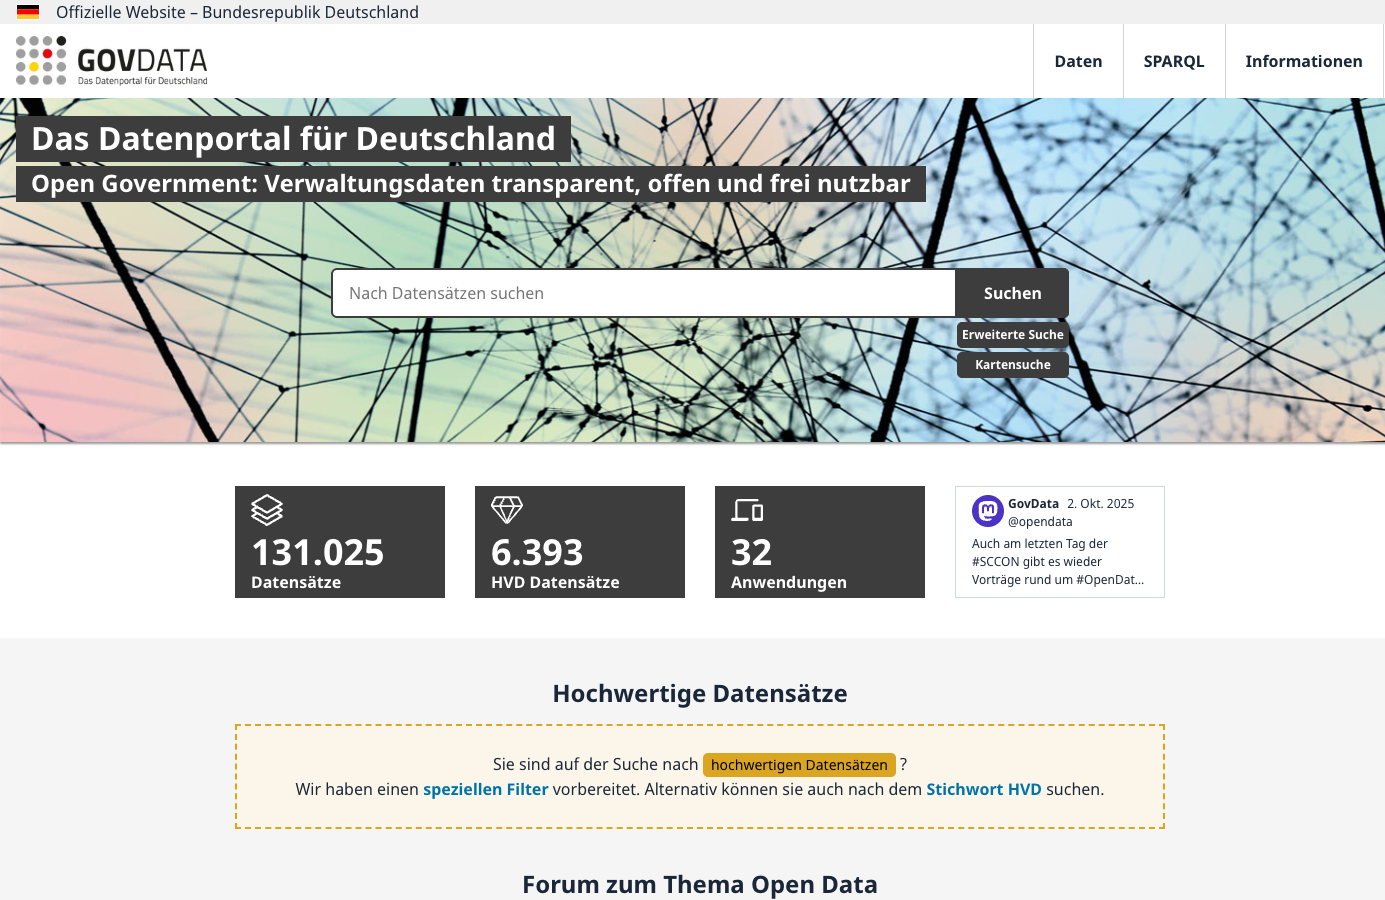 Offizielle Website – Bundesrepublik Deutschland
GOVDATA
Das Datenportal für Deutschland
Daten
SPARQL
Informationen
Das Datenportal für Deutschland
Open Government: Verwaltungsdaten transparent, offen und frei nutzbar
Nach Datensätzen suchen
Suchen
Erweiterte Suche
Kartensuche
131.025
Datensätze
6.393
HVD Datensätze
32
Anwendungen
GovData 2. Okt. 2025
@opendata
Auch am letzten Tag der
#SCCON gibt es wieder
Vorträge rund um #OpenDat...
Hochwertige Datensätze
Sie sind auf der Suche nach hochwertigen Datensätzen ?
Wir haben einen speziellen Filter vorbereitet. Alternativ können sie auch nach dem Stichwort HVD suchen.
Forum zum Thema Open Data